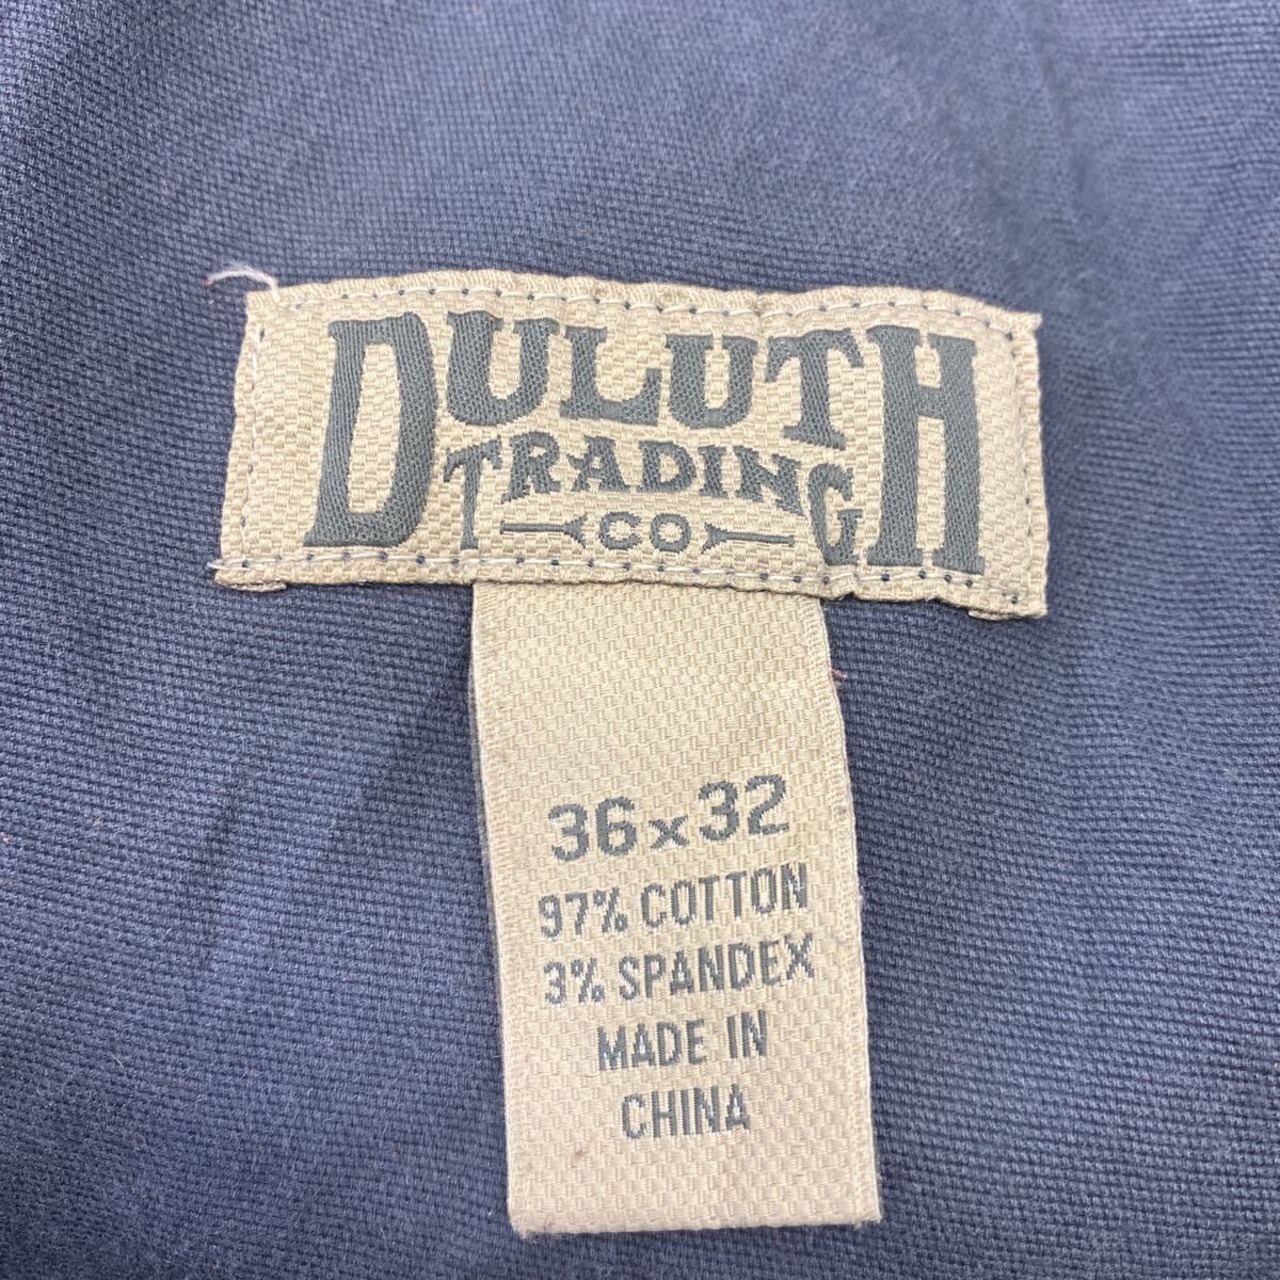 DULUTH
TRADING
CO
36x32
97% COTTON
3% SPANDEX
MADE IN
CHINA